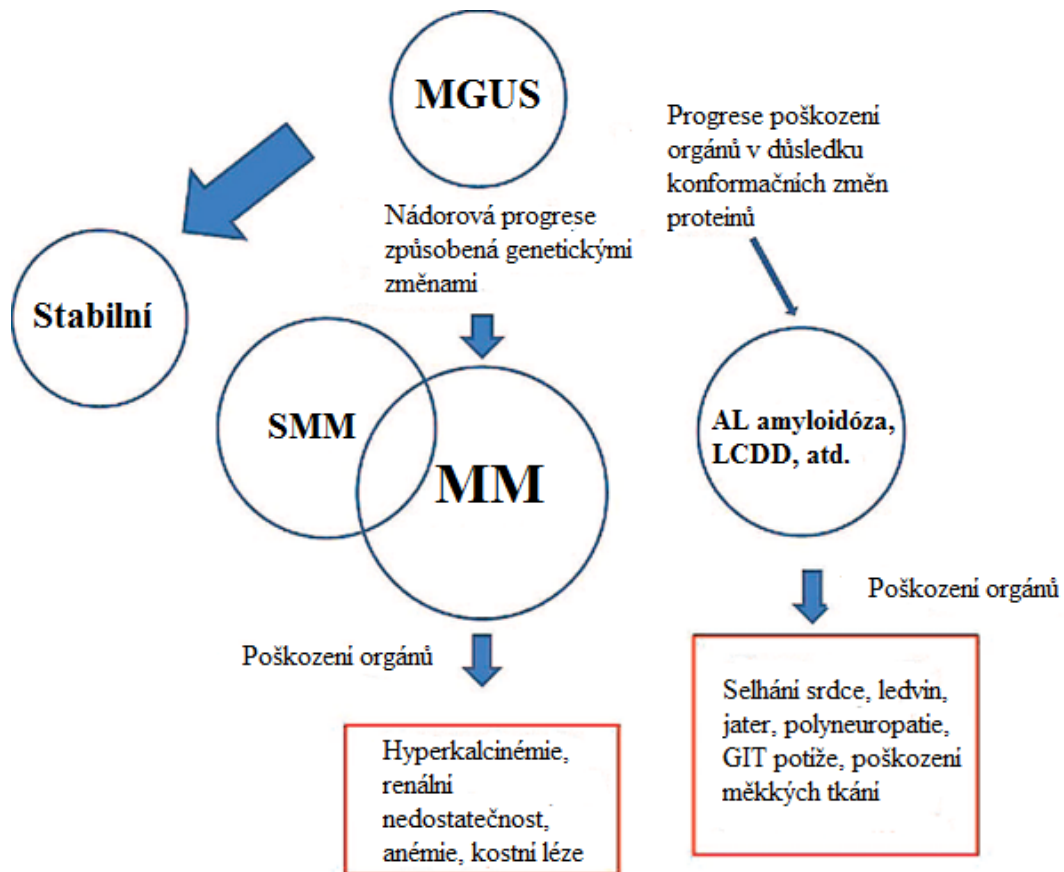 MGUS
Progrese poškození
orgánů v důsledku
konformačních změn
proteinů
Nádorová progrese
způsobená genetickými
změnami
Stabilní
SMM
MM
AL amyloidóza,
LCDD, atd.
Poškození orgánů
Poškození orgánů
Hyperkalcinémie,
renální
nedostatečnost,
anémie, kostní léze
Selhání srdce, ledvin,
jater, polyneuropatie,
GIT potíže, poškození
měkkých tkání